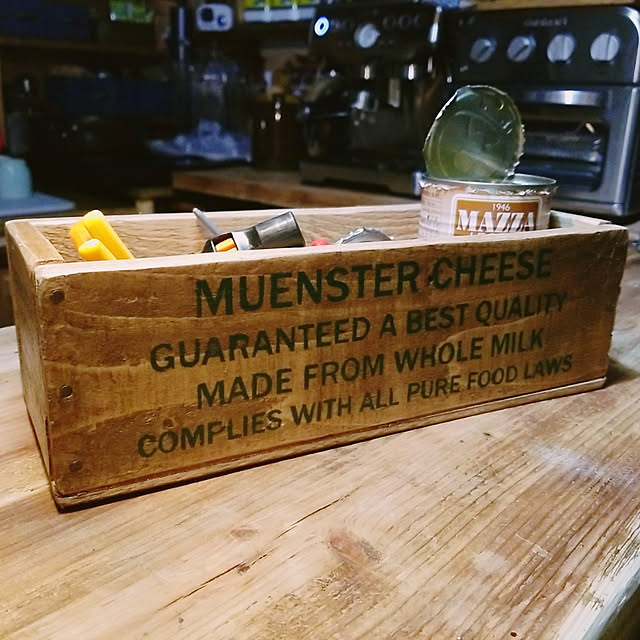 1946
MAZZA
MUENSTER CHEESE
GUARANTEED A BEST QUALITY
MADE FROM WHOLE MILK
COMPLIES WITH ALL PURE FOOD LAWS